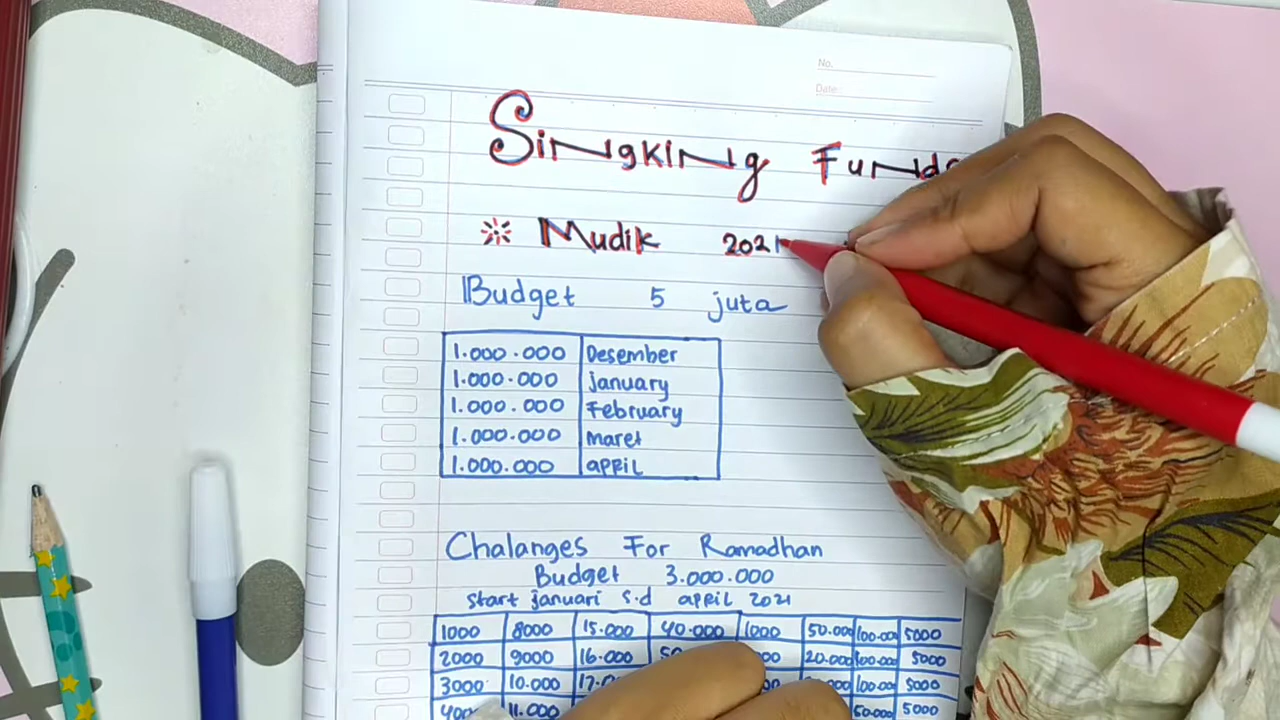 No.
Date:
Singking Funds
Mudik 2021
Budget 5 juta
1.000.000 Desember
1.000.000 january
1.000.000 February
1.000.000 maret
1.000.000 april
Chalanges For Ramadhan
Budget 3.000.000
start januari s.d april 2021
1000 8000 15.000 40.000 1000 50.000 100.000 5000
2000 9000 16.000 20.000 100.000 5000
3000 10.000 100.000 5000
11.000 50.000 5000